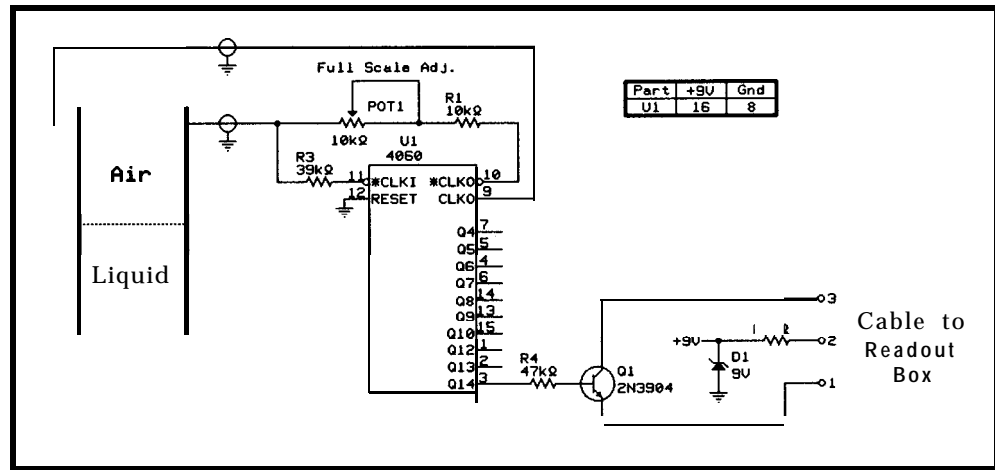 Full Scale Adj.
POT1
10kΩ
R1
10kΩ
Part +9V Gnd
U1 16 8
U1
4060
R3
39kΩ
Air
Liquid
11 *CLKI *CLKO 10
12 RESET CLKO 9
Q4 7
Q5 5
Q6 4
Q7 6
Q8 14
Q9 13
Q10 15
Q12 1
Q13 2
Q14 3
R4
47kΩ
Q1
2N3904
+9V
D1
9V
3
2
1
Cable to
Readout
Box